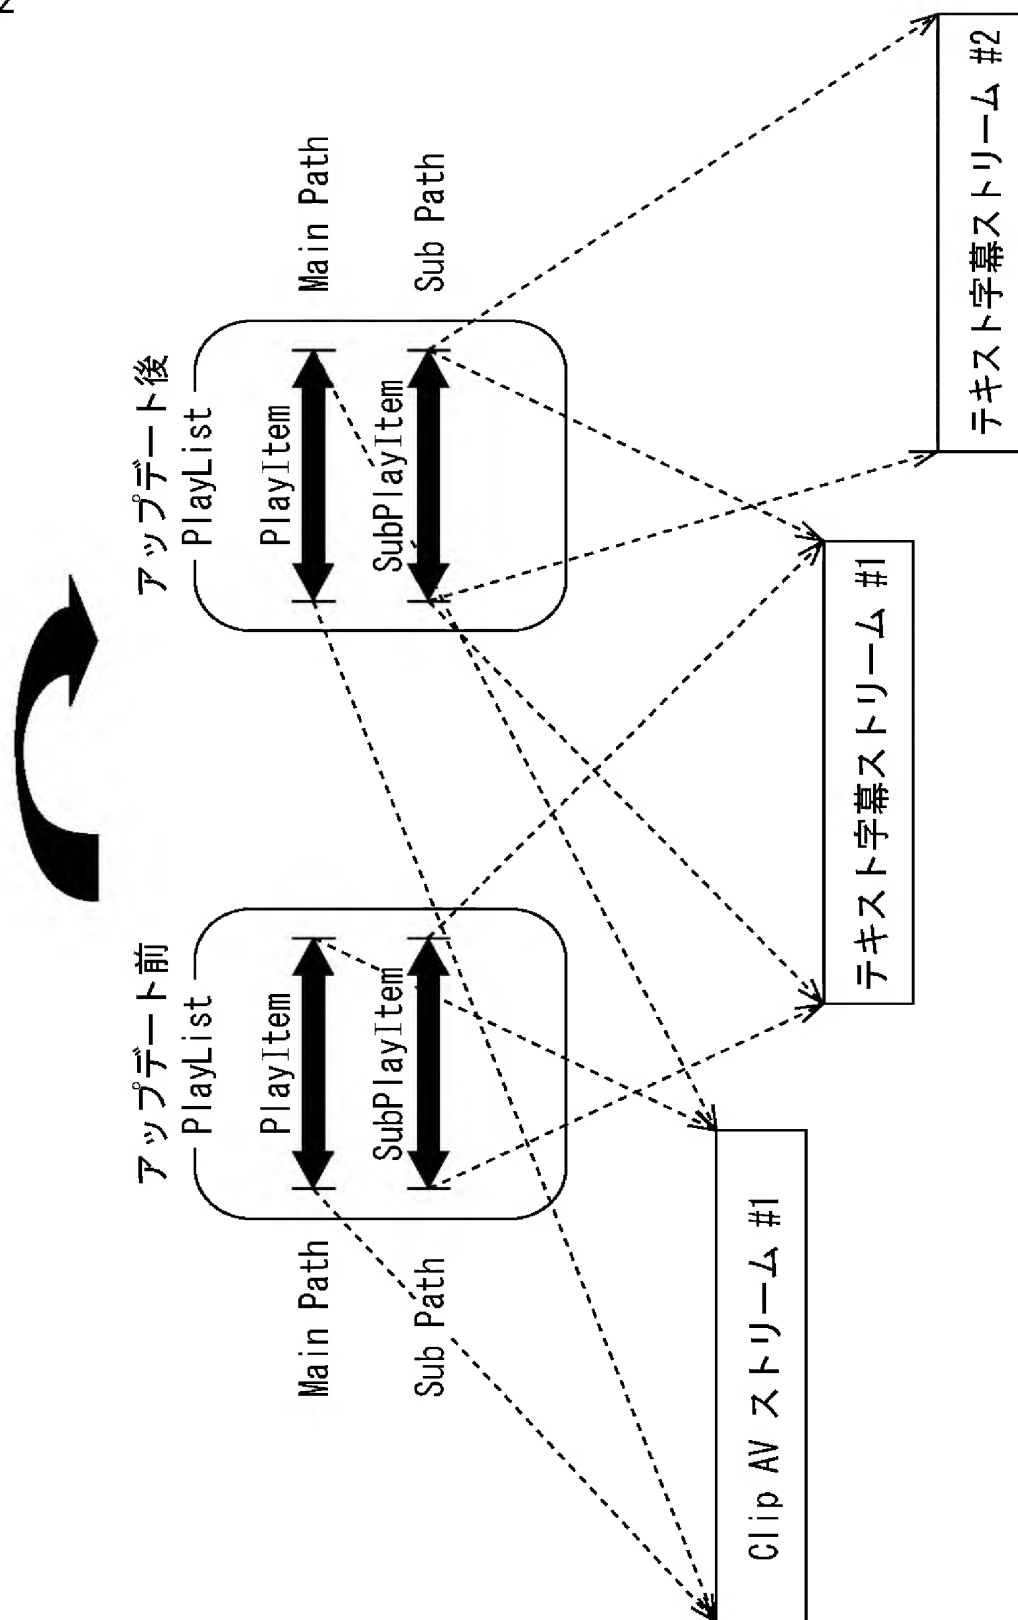 アップデート前
アップデート後
PlayList
PlayList
Main Path
PlayItem
PlayItem
Main Path
Sub Path
SubPlayItem
SubPlayItem
Sub Path
Clip AV ストリーム #1
テキスト字幕ストリーム #1
テキスト字幕ストリーム #2